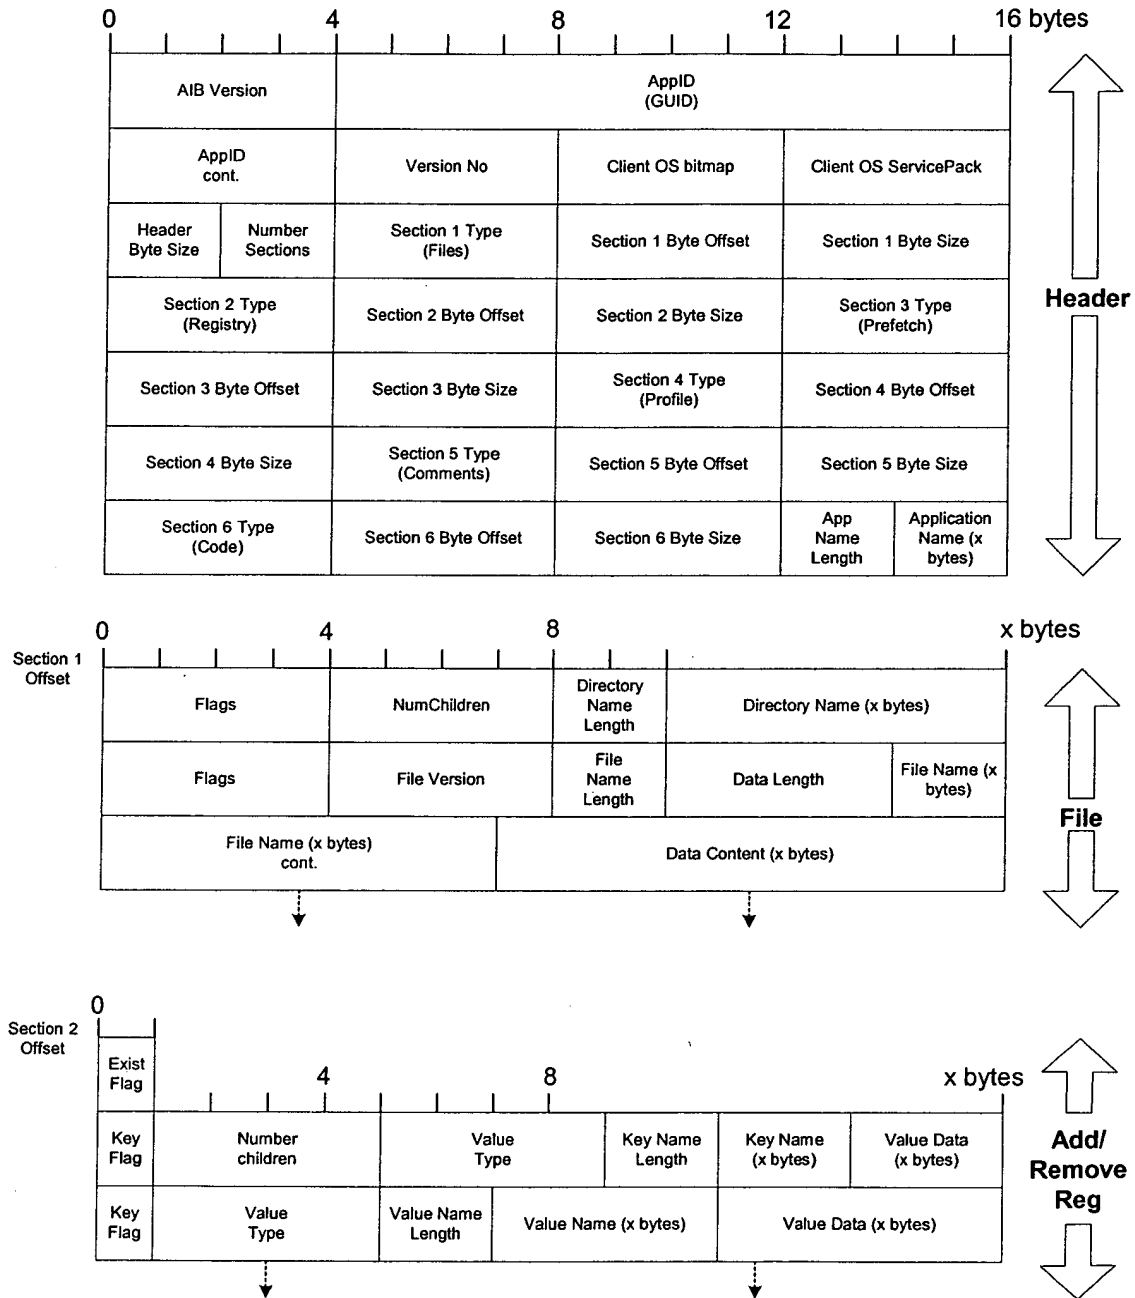 0 4 8 12 16 bytes
AIB Version
AppID
(GUID)
AppID
cont.
Version No
Client OS bitmap
Client OS ServicePack
Header
Byte Size
Number
Sections
Section 1 Type
(Files)
Section 1 Byte Offset
Section 1 Byte Size
Section 2 Type
(Registry)
Section 2 Byte Offset
Section 2 Byte Size
Section 3 Type
(Prefetch)
Section 3 Byte Offset
Section 3 Byte Size
Section 4 Type
(Profile)
Section 4 Byte Offset
Section 4 Byte Size
Section 5 Type
(Comments)
Section 5 Byte Offset
Section 5 Byte Size
Section 6 Type
(Code)
Section 6 Byte Offset
Section 6 Byte Size
App
Name
Length
Application
Name (x
bytes)
Header
0 4 8 x bytes
Section 1
Offset
Flags
NumChildren
Directory
Name
Length
Directory Name (x bytes)
Flags
File Version
File
Name
Length
Data Length
File Name (x
bytes)
File Name (x bytes)
cont.
Data Content (x bytes)
File
0
Section 2
Offset
Exist
Flag
4 8 x bytes
Key
Flag
Number
children
Value
Type
Key Name
Length
Key Name
(x bytes)
Value Data
(x bytes)
Key
Flag
Value
Type
Value Name
Length
Value Name (x bytes)
Value Data (x bytes)
Add/
Remove
Reg